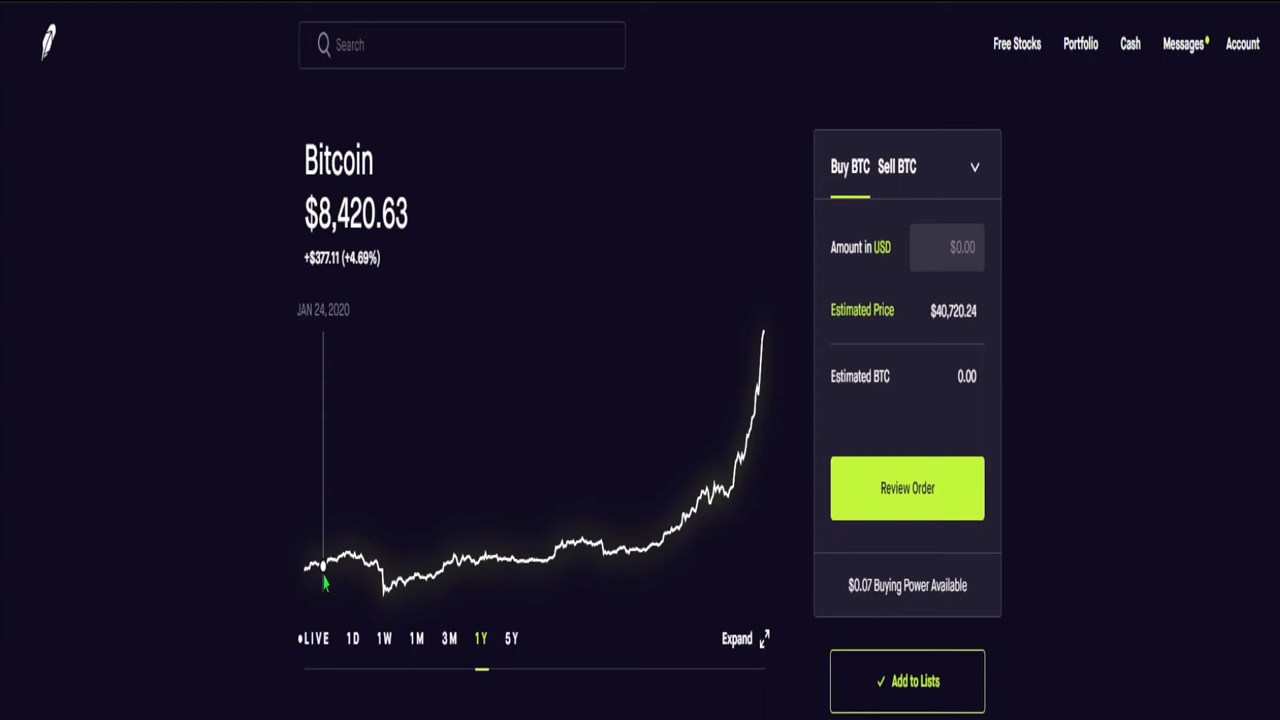 Search
Free Stocks Portfolio Cash Messages Account
Bitcoin
$8,420.63
+$377.11 (+4.69%)
JAN 24, 2020
LIVE 1D 1W 1M 3M 1Y 5Y
Expand
Buy BTC Sell BTC
Amount in USD $0.00
Estimated Price $40,720.24
Estimated BTC 0.00
Review Order
$0.07 Buying Power Available
✓ Add to Lists